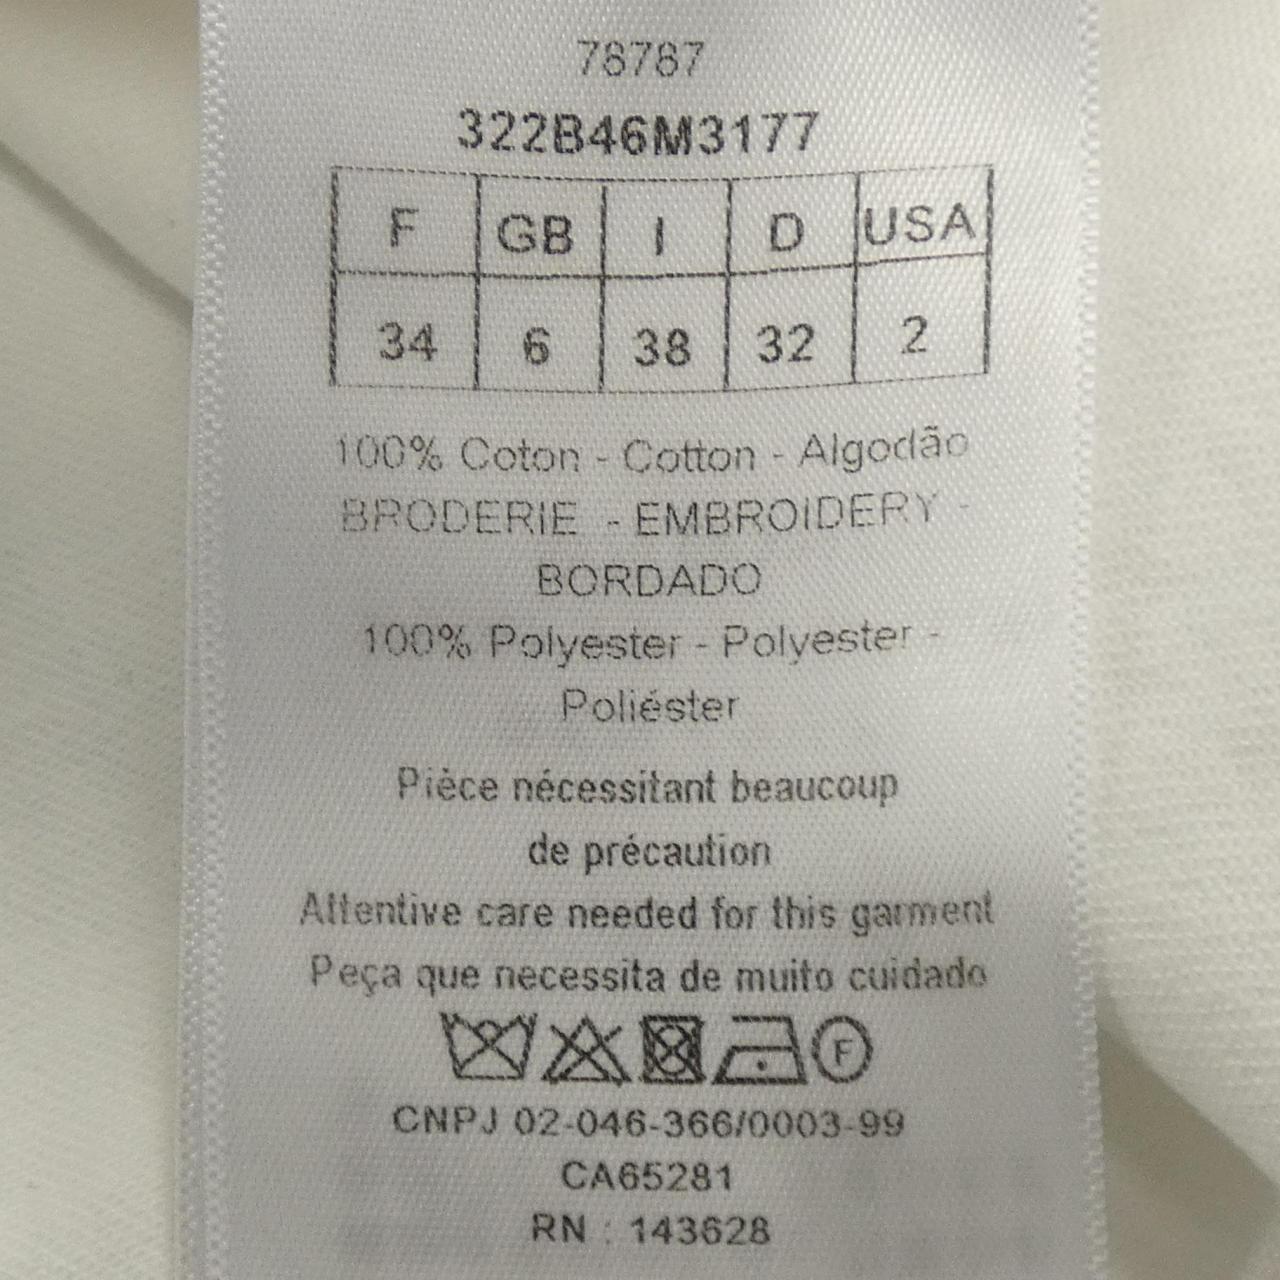 78787
322B46M3177
F GB I D USA
34 6 38 32 2
100% Coton - Cotton - Algodão
BRODERIE - EMBROIDERY -
BORDADO
100% Polyester - Polyester -
Poliéster
Pièce nécessitant beaucoup
de précaution
Attentive care needed for this garment
Peça que necessita de muito cuidado
F
CNPJ 02-046-366/0003-99
CA65281
RN : 143628